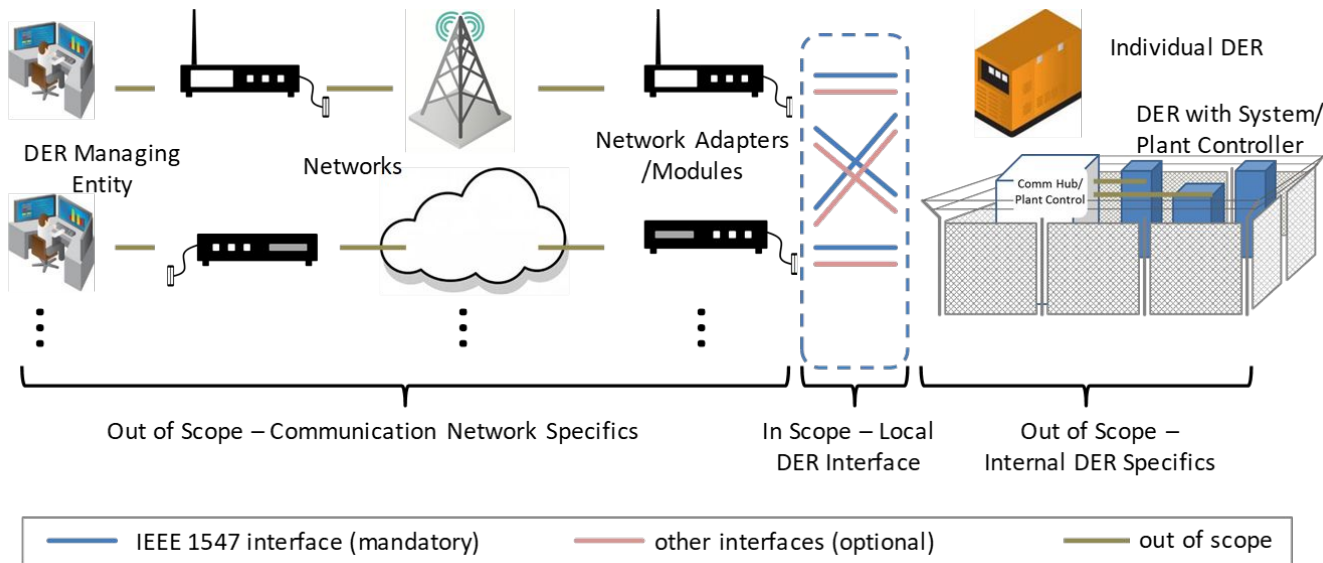 Individual DER
DER with System/
Plant Controller
DER Managing
Entity
Networks
Network Adapters
/Modules
Comm Hub/
Plant Control
Out of Scope – Communication Network Specifics
In Scope – Local
DER Interface
Out of Scope –
Internal DER Specifics
IEEE 1547 interface (mandatory)
other interfaces (optional)
out of scope